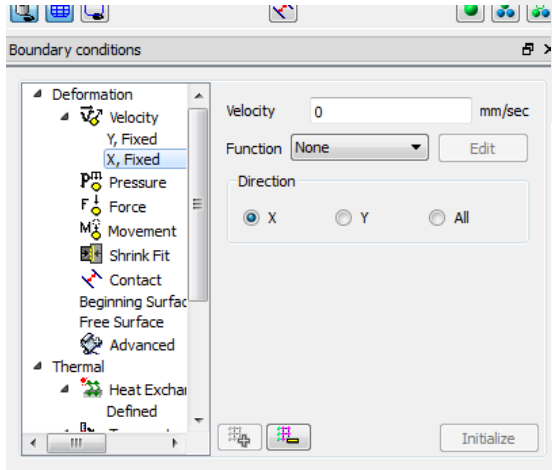 Boundary conditions
Deformation
Velocity
Y, Fixed
X, Fixed
Pressure
Force
Movement
Shrink Fit
Contact
Beginning Surfac
Free Surface
Advanced
Thermal
Heat Exchan
Defined
Velocity 0 mm/sec
Function None Edit
Direction
X Y All
Initialize